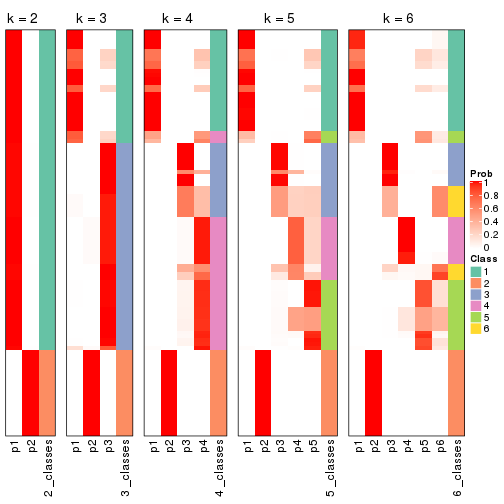 k = 2
k = 3
k = 4
k = 5
k = 6
Prob
1
0.8
0.6
0.4
0.2
0
Class
1
2
3
4
5
6
p1
p2
2_classes
p1
p2
p3
3_classes
p1
p2
p3
p4
4_classes
p1
p2
p3
p4
p5
5_classes
p1
p2
p3
p4
p5
p6
6_classes